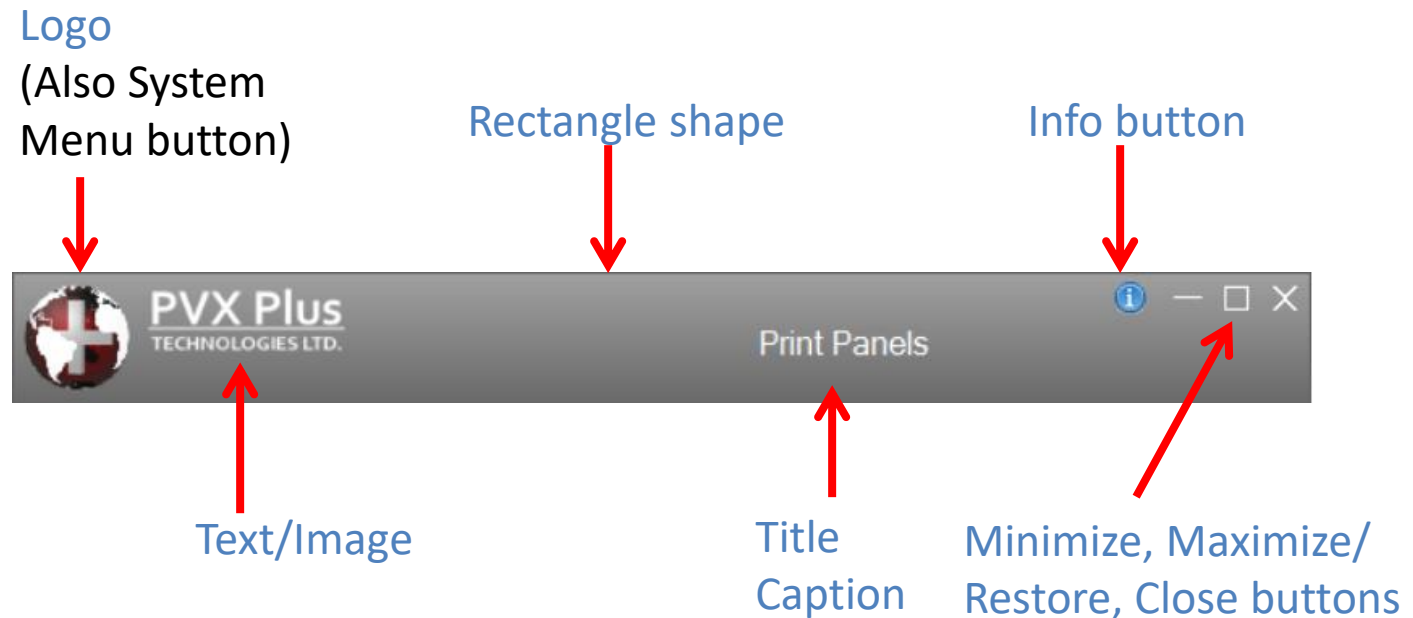 Logo
(Also System
Menu button)
Rectangle shape
Info button
PVX Plus
TECHNOLOGIES LTD.
Print Panels
Text/Image
Title
Caption
Minimize, Maximize/
Restore, Close buttons